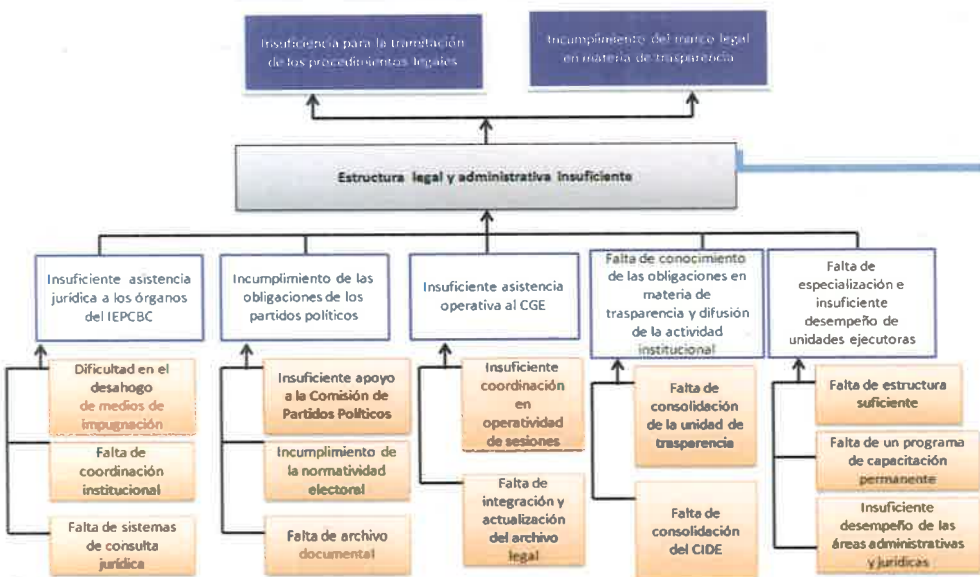 Insuficiencia para la tramitación
de los procedimientos legales
Incumplimiento del marco legal
en materia de trasparencia
Estructura legal y administrativa insuficiente
Insuficiente asistencia
jurídica a los órganos
del IEPCBC
Incumplimiento de las
obligaciones de los
partidos políticos
Insuficiente asistencia
operativa al CGE
Falta de conocimiento
de las obligaciones en
materia de
trasparencia y difusión
de la actividad
institucional
Falta de
especialización e
insuficiente
desempeño de
unidades ejecutoras
Dificultad en el
desahogo
de medios de
impugnación
Falta de
coordinación
institucional
Falta de sistemas
de consulta
jurídica
Insuficiente apoyo
a la Comisión de
Partidos Políticos
Incumplimiento de
la normatividad
electoral
Falta de archivo
documental
Insuficiente
coordinación
en
operatividad de
sesiones
Falta de
integración y
actualización
del archivo
legal
Falta de
consolidación
de la unidad de
trasparencia
Falta de
consolidación
del CIDE
Falta de estructura
suficiente
Falta de un programa
de capacitación
permanente
Insuficiente
desempeño de las
áreas administrativas
y jurídicas